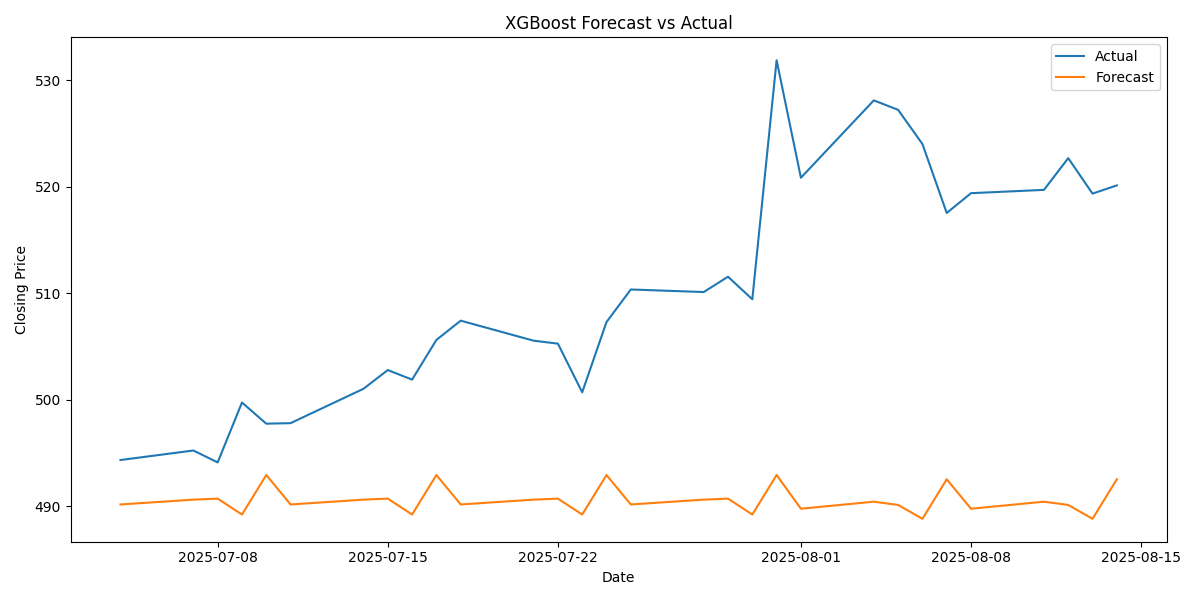 XGBoost Forecast vs Actual
Actual
Forecast
Closing Price
530
520
510
500
490
2025-07-08 2025-07-15 2025-07-22 2025-08-01 2025-08-08 2025-08-15
Date